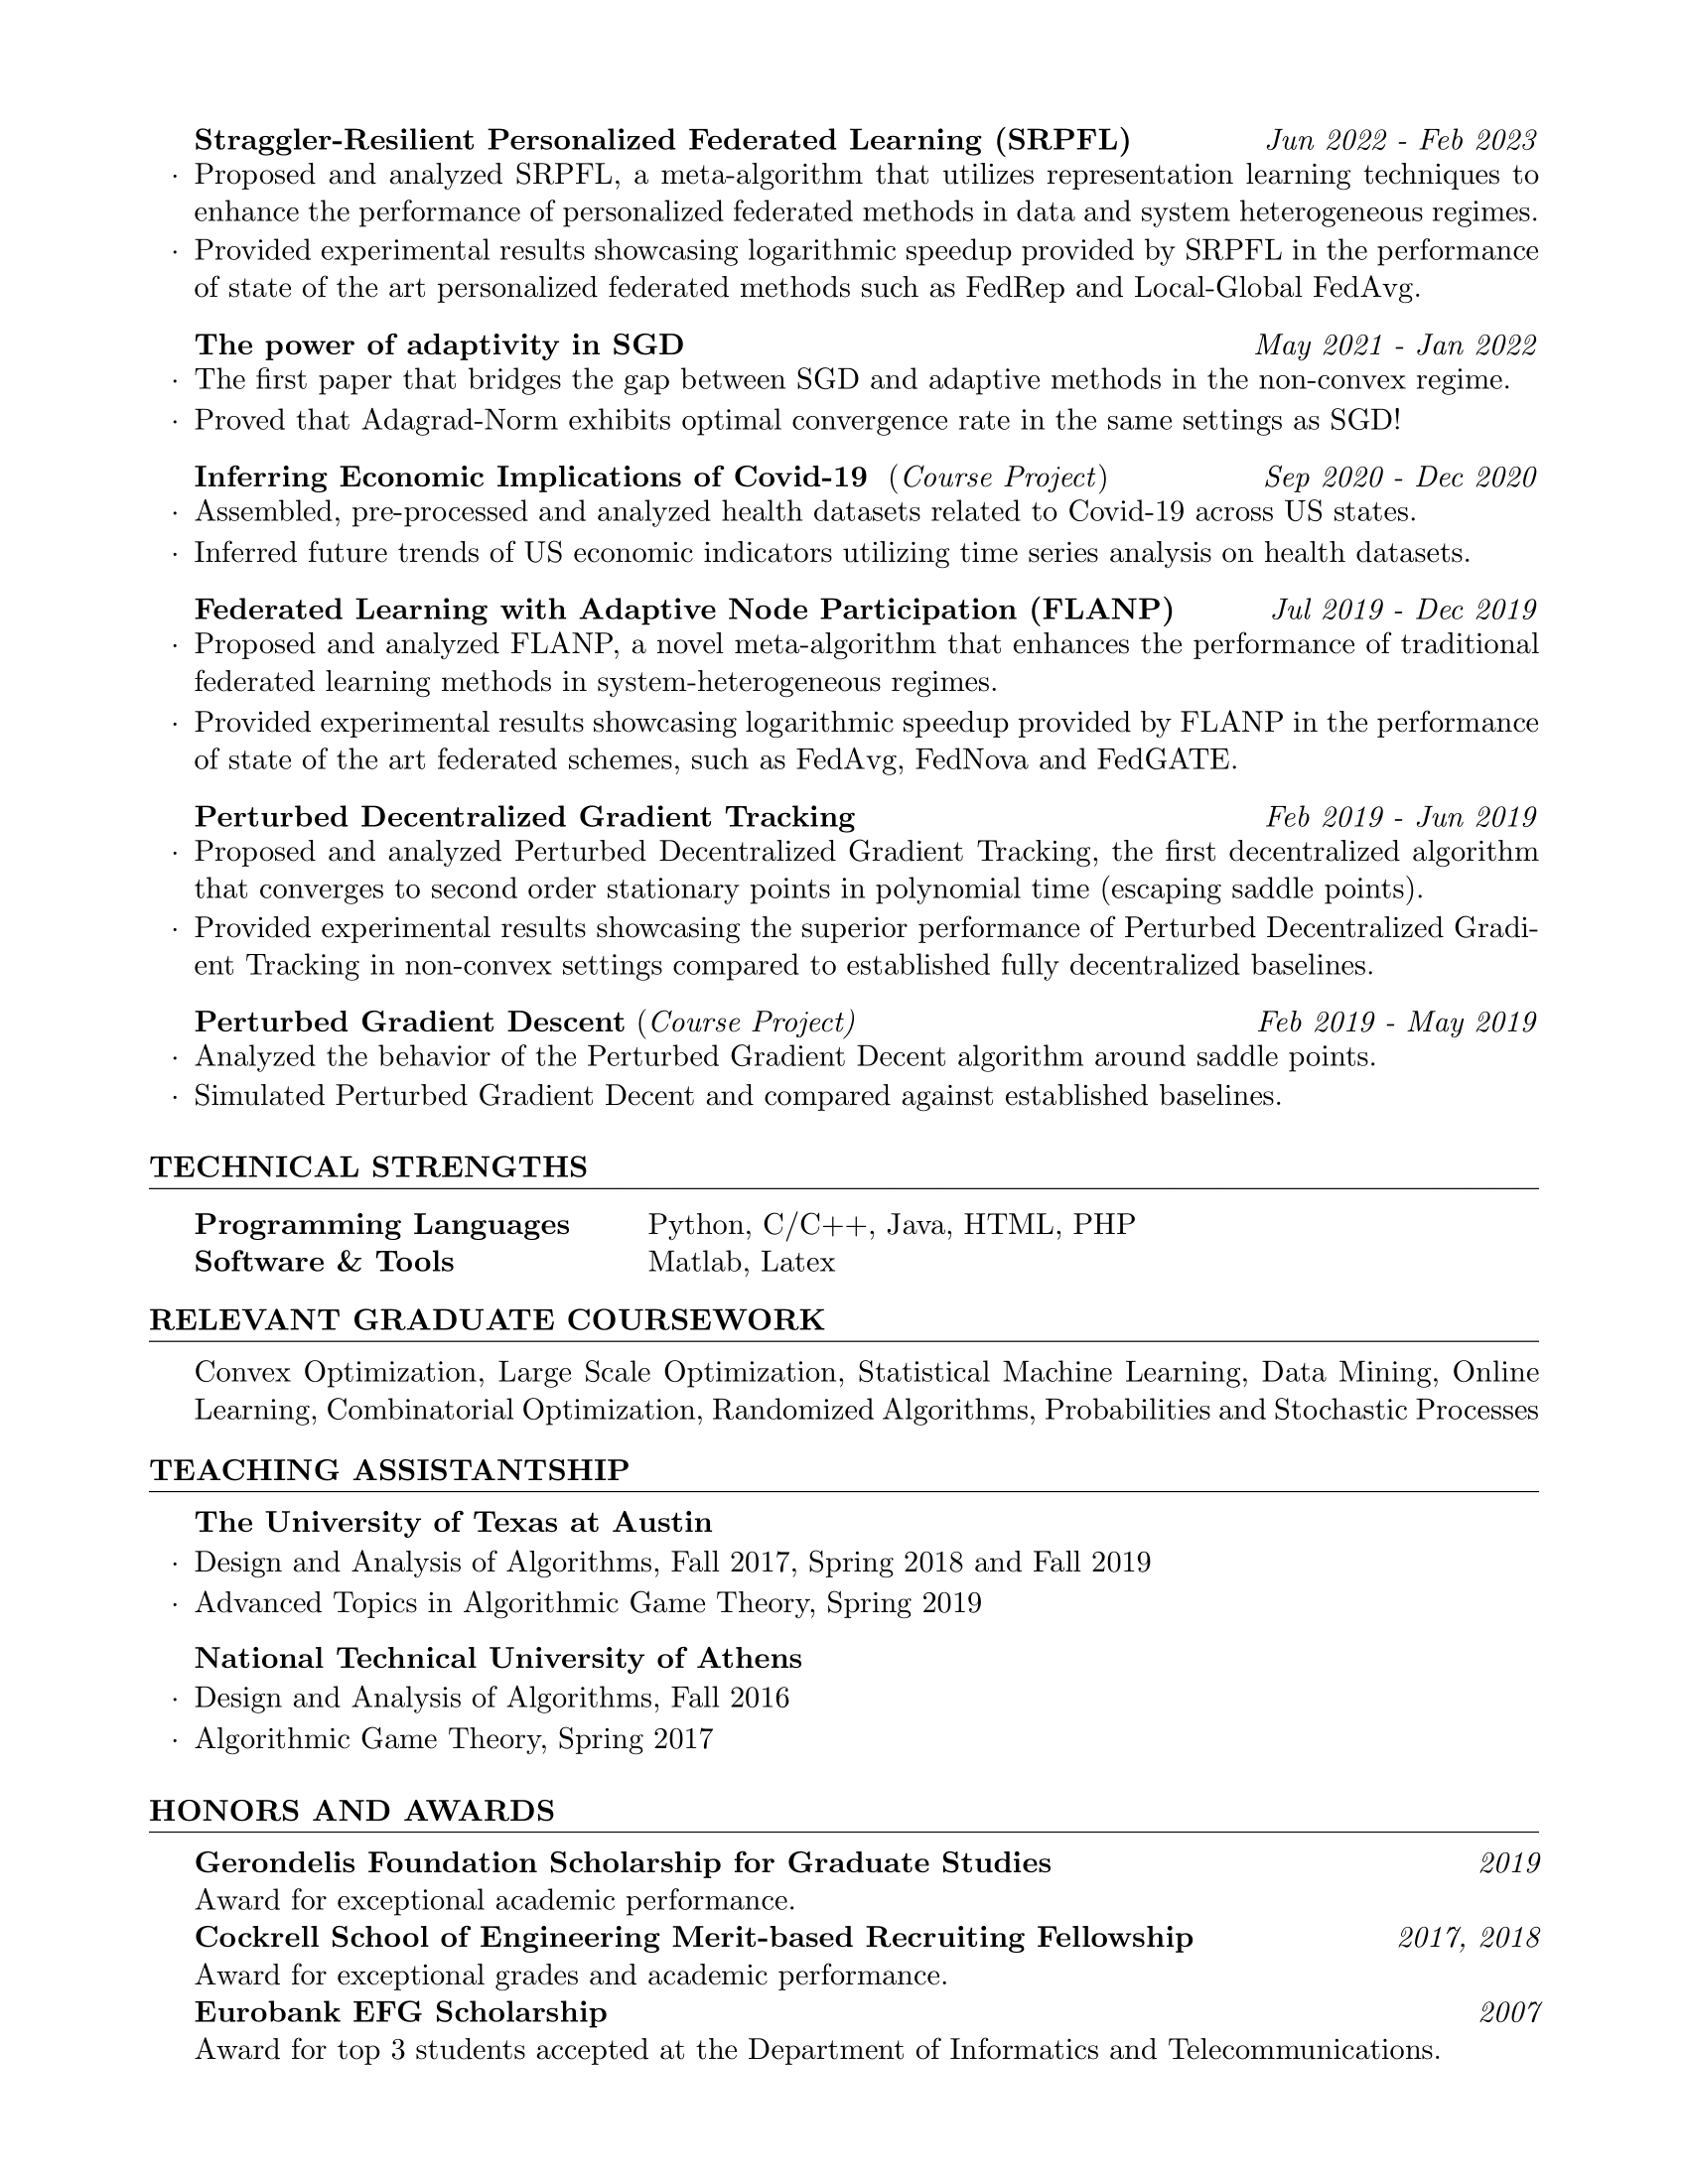 Straggler-Resilient Personalized Federated Learning (SRPFL) Jun 2022 - Feb 2023
· Proposed and analyzed SRPFL, a meta-algorithm that utilizes representation learning techniques to
enhance the performance of personalized federated methods in data and system heterogeneous regimes.
· Provided experimental results showcasing logarithmic speedup provided by SRPFL in the performance
of state of the art personalized federated methods such as FedRep and Local-Global FedAvg.
The power of adaptivity in SGD May 2021 - Jan 2022
· The first paper that bridges the gap between SGD and adaptive methods in the non-convex regime.
· Proved that Adagrad-Norm exhibits optimal convergence rate in the same settings as SGD!
Inferring Economic Implications of Covid-19 (Course Project) Sep 2020 - Dec 2020
· Assembled, pre-processed and analyzed health datasets related to Covid-19 across US states.
· Inferred future trends of US economic indicators utilizing time series analysis on health datasets.
Federated Learning with Adaptive Node Participation (FLANP) Jul 2019 - Dec 2019
· Proposed and analyzed FLANP, a novel meta-algorithm that enhances the performance of traditional
federated learning methods in system-heterogeneous regimes.
· Provided experimental results showcasing logarithmic speedup provided by FLANP in the performance
of state of the art federated schemes, such as FedAvg, FedNova and FedGATE.
Perturbed Decentralized Gradient Tracking Feb 2019 - Jun 2019
· Proposed and analyzed Perturbed Decentralized Gradient Tracking, the first decentralized algorithm
that converges to second order stationary points in polynomial time (escaping saddle points).
· Provided experimental results showcasing the superior performance of Perturbed Decentralized Gradi-
ent Tracking in non-convex settings compared to established fully decentralized baselines.
Perturbed Gradient Descent (Course Project) Feb 2019 - May 2019
· Analyzed the behavior of the Perturbed Gradient Decent algorithm around saddle points.
· Simulated Perturbed Gradient Decent and compared against established baselines.
TECHNICAL STRENGTHS
Programming Languages Python, C/C++, Java, HTML, PHP
Software & Tools Matlab, Latex
RELEVANT GRADUATE COURSEWORK
Convex Optimization, Large Scale Optimization, Statistical Machine Learning, Data Mining, Online
Learning, Combinatorial Optimization, Randomized Algorithms, Probabilities and Stochastic Processes
TEACHING ASSISTANTSHIP
The University of Texas at Austin
· Design and Analysis of Algorithms, Fall 2017, Spring 2018 and Fall 2019
· Advanced Topics in Algorithmic Game Theory, Spring 2019
National Technical University of Athens
· Design and Analysis of Algorithms, Fall 2016
· Algorithmic Game Theory, Spring 2017
HONORS AND AWARDS
Gerondelis Foundation Scholarship for Graduate Studies 2019
Award for exceptional academic performance.
Cockrell School of Engineering Merit-based Recruiting Fellowship 2017, 2018
Award for exceptional grades and academic performance.
Eurobank EFG Scholarship 2007
Award for top 3 students accepted at the Department of Informatics and Telecommunications.